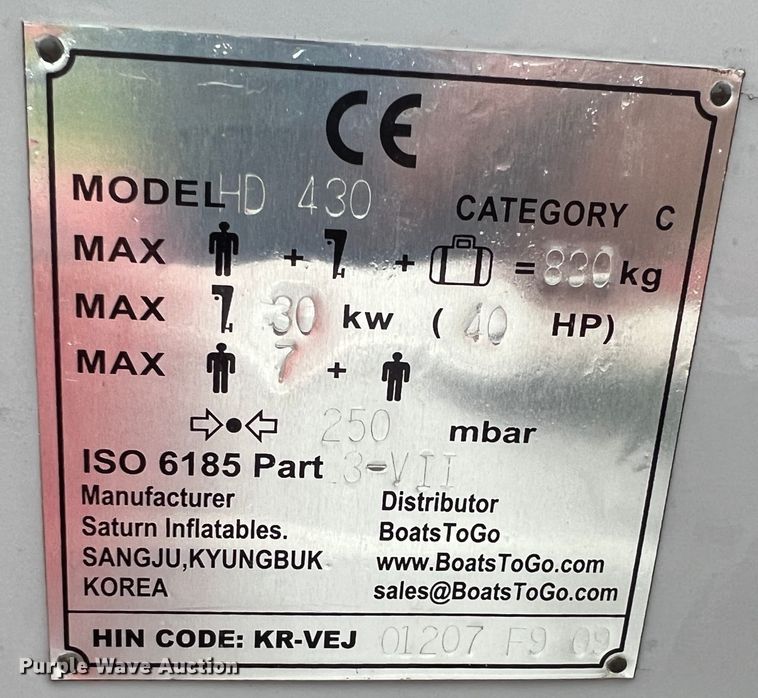 CE
MODEL HD 430
CATEGORY C
MAX + + = 830 kg
MAX 30 kw ( 40 HP)
MAX 7 +
250 mbar
ISO 6185 Part 3-VII
Manufacturer
Saturn Inflatables.
SANGJU,KYUNGBUK
KOREA
Distributor
BoatsToGo
www.BoatsToGo.com
sales@BoatsToGo.com
HIN CODE: KR-VEJ 01207 F9 09
Purple Wave Auction